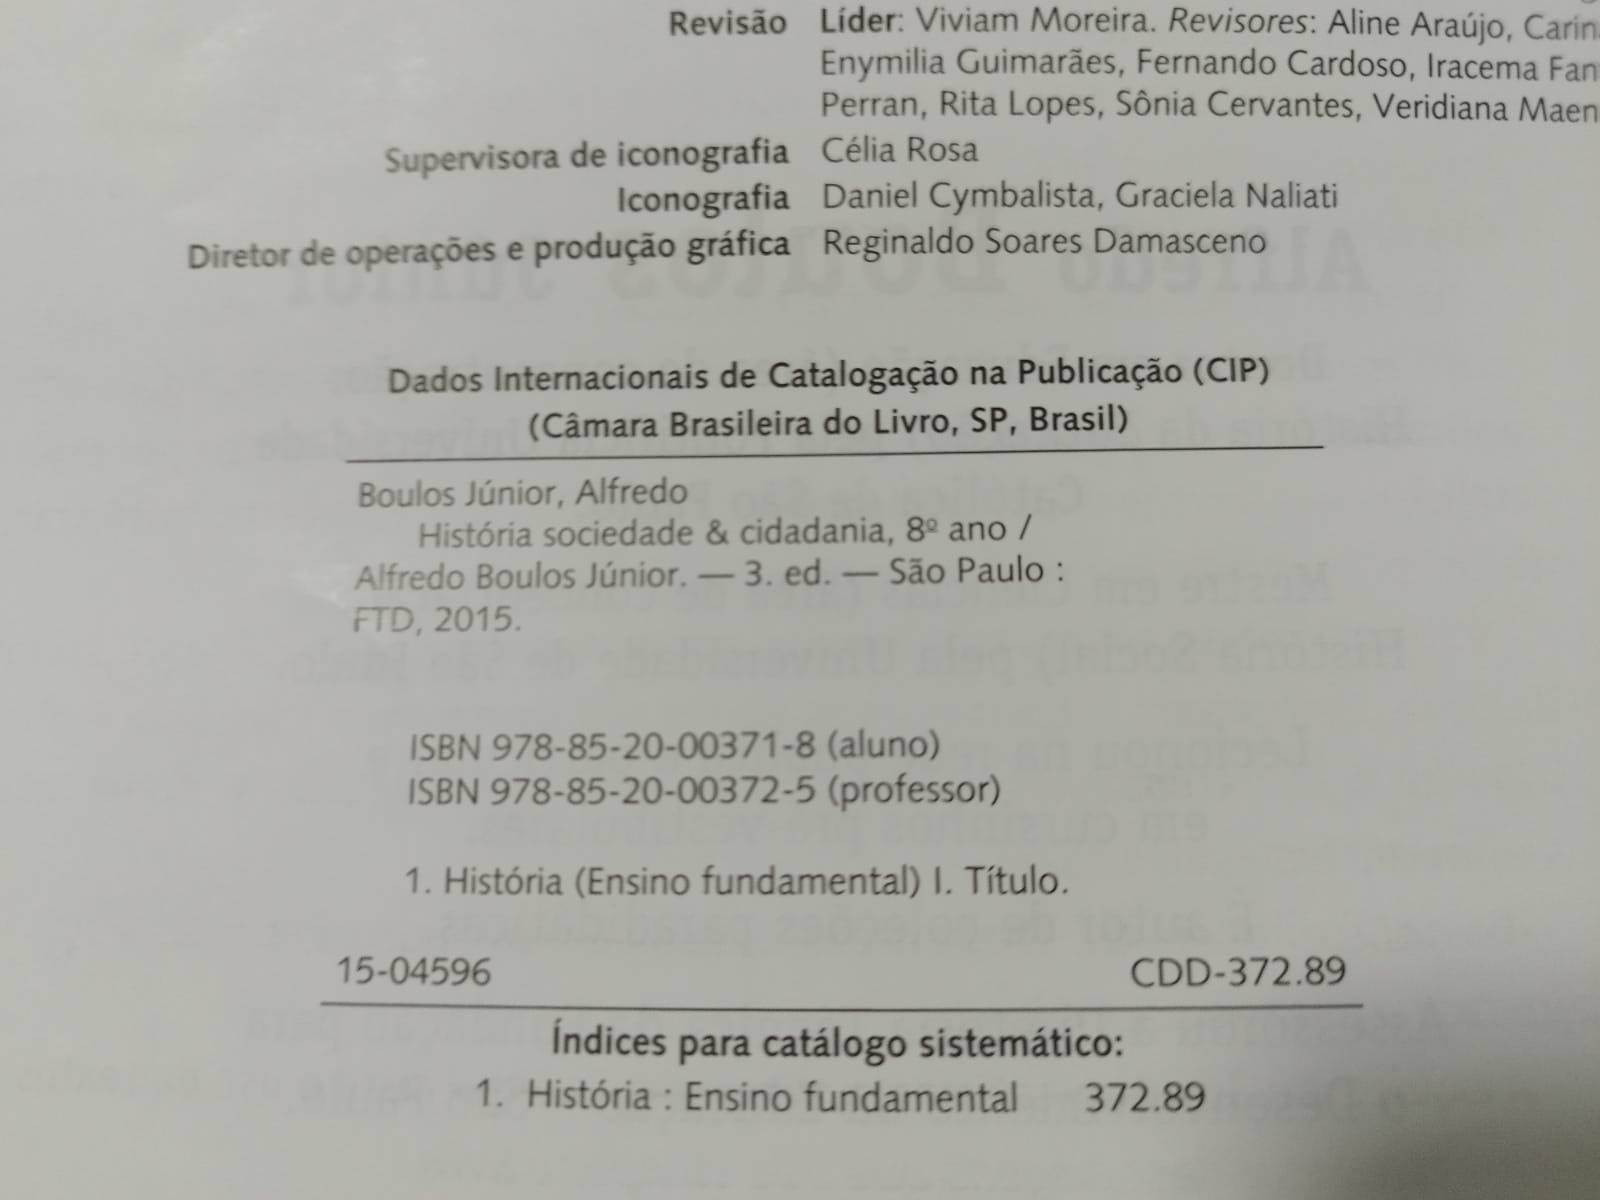 Revisão Líder: Viviam Moreira. Revisores: Aline Araújo, Carin
Enymilia Guimarães, Fernando Cardoso, Iracema Fan
Perran, Rita Lopes, Sônia Cervantes, Veridiana Maen
Supervisora de iconografia Célia Rosa
Iconografia Daniel Cymbalista, Graciela Naliati
Diretor de operações e produção gráfica Reginaldo Soares Damasceno
Dados Internacionais de Catalogação na Publicação (CIP)
(Câmara Brasileira do Livro, SP, Brasil)
Boulos Júnior, Alfredo
História sociedade & cidadania, 8º ano /
Alfredo Boulos Júnior. — 3. ed. — São Paulo :
FTD, 2015.
ISBN 978-85-20-00371-8 (aluno)
ISBN 978-85-20-00372-5 (professor)
1. História (Ensino fundamental) I. Título.
15-04596 CDD-372.89
Índices para catálogo sistemático:
1. História : Ensino fundamental 372.89